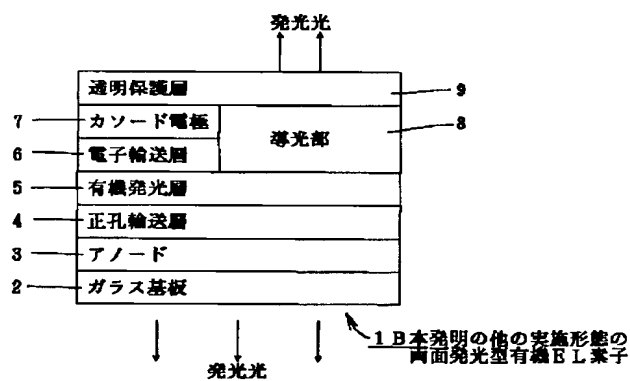 発光光
透明保護層
9
7
カソード電極
導光部
8
6
電子輸送層
5
有機発光層
4
正孔輸送層
3
アノード
2
ガラス基板
発光光
1B本発明の他の実施形態の
両面発光型有機EL素子